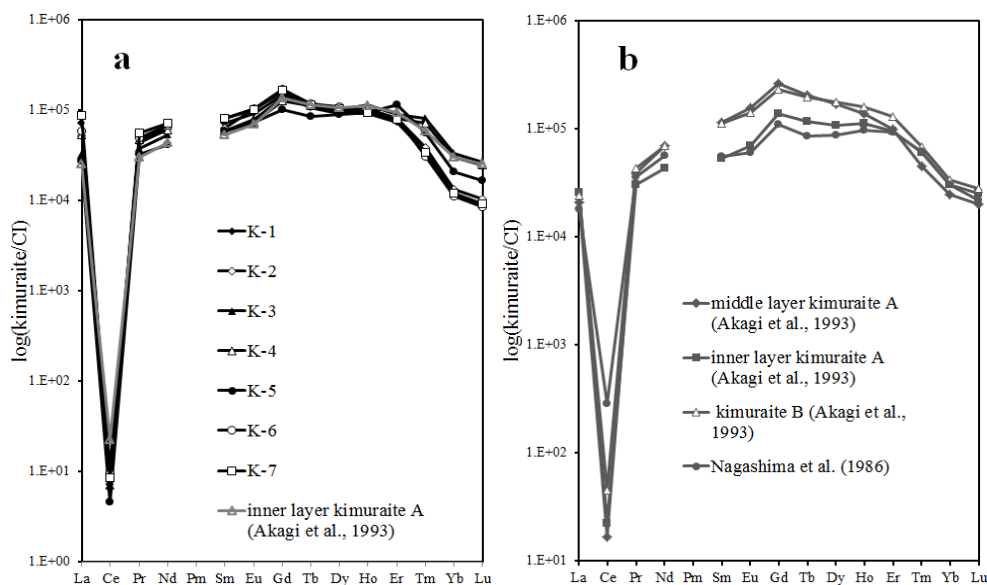 a
log(kimuraite/CI)
1.E+06
1.E+05
1.E+04
1.E+03
1.E+02
1.E+01
1.E+00
K-1
K-2
K-3
K-4
K-5
K-6
K-7
inner layer kimuraite A
(Akagi et al., 1993)
La Ce Pr Nd Pm Sm Eu Gd Tb Dy Ho Er Tm Yb Lu
b
log(kimuraite/CI)
1.E+06
1.E+05
1.E+04
1.E+03
1.E+02
1.E+01
middle layer kimuraite A
(Akagi et al., 1993)
inner layer kimuraite A
(Akagi et al., 1993)
kimuraite B (Akagi et al.,
1993)
Nagashima et al. (1986)
La Ce Pr Nd Pm Sm Eu Gd Tb Dy Ho Er Tm Yb Lu